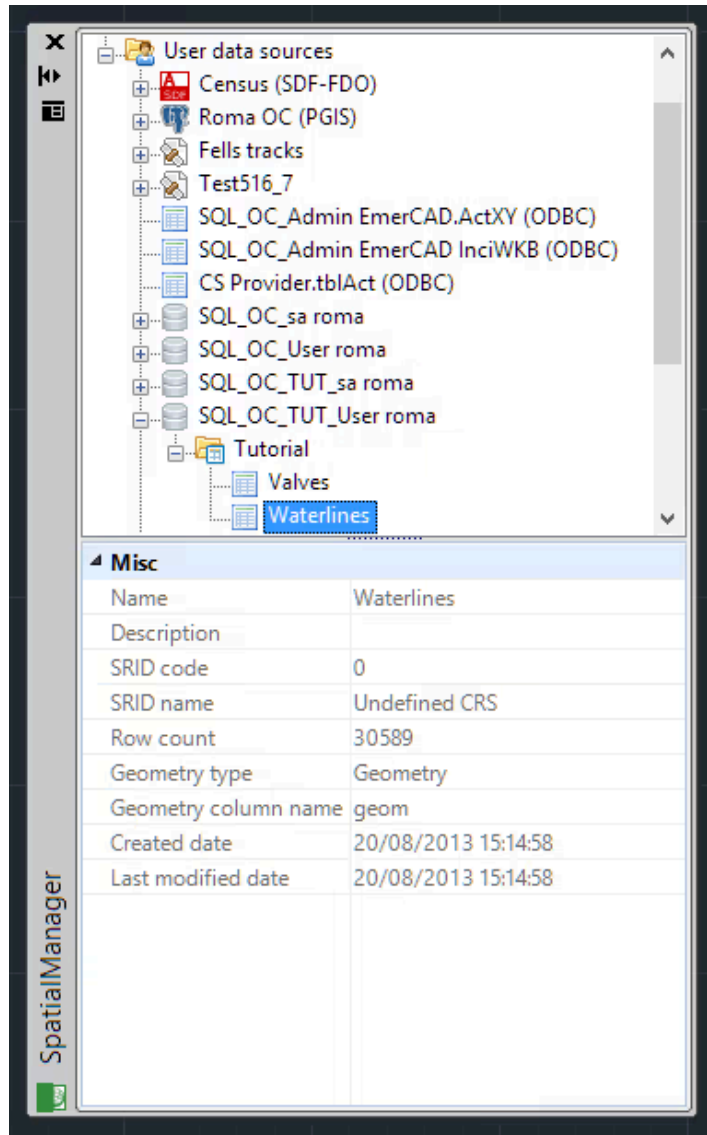 User data sources
Census (SDF-FDO)
Roma OC (PGIS)
Fells tracks
Test516_7
SQL_OC_Admin EmerCAD.ActXY (ODBC)
SQL_OC_Admin EmerCAD InciWKB (ODBC)
CS Provider.tblAct (ODBC)
SQL_OC_sa roma
SQL_OC_User roma
SQL_OC_TUT_sa roma
SQL_OC_TUT_User roma
Tutorial
Valves
Waterlines
Misc
Name Waterlines
Description
SRID code 0
SRID name Undefined CRS
Row count 30589
Geometry type Geometry
Geometry column name geom
Created date 20/08/2013 15:14:58
Last modified date 20/08/2013 15:14:58
SpatialManager